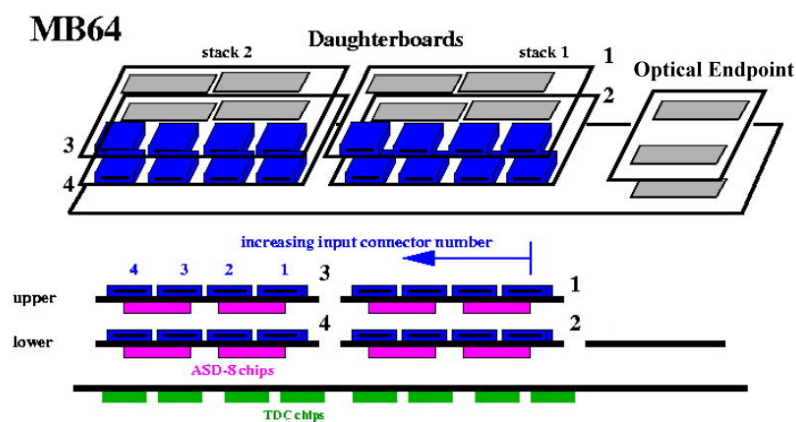 MB64
Daughterboards
stack 2
stack 1
1
Optical Endpoint
2
3
4
increasing input connector number
4 3 2 1
3
1
upper
4
2
lower
ASD-8 chips
TDC chips